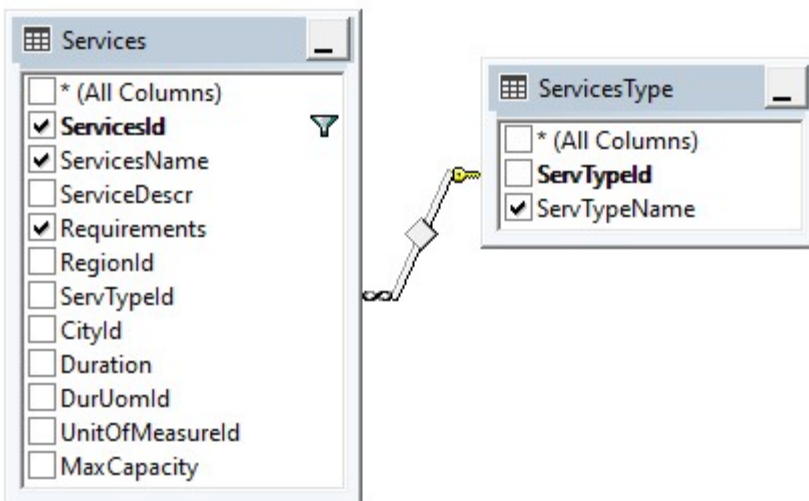 Services
* (All Columns)
ServicesId
ServicesName
ServiceDescr
Requirements
RegionId
ServTypeId
CityId
Duration
DurUomId
UnitOfMeasureId
MaxCapacity
ServicesType
* (All Columns)
ServTypeId
ServTypeName